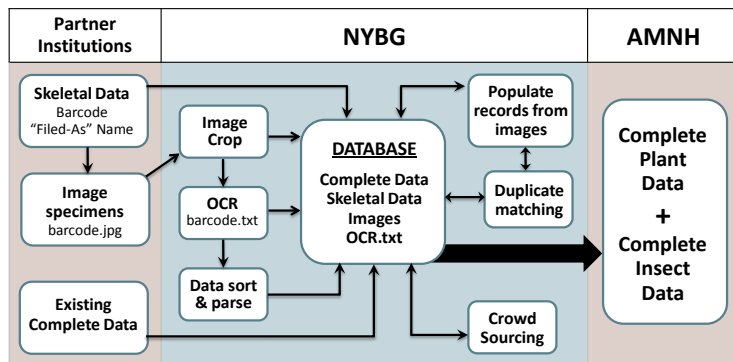 Partner
Institutions
NYBG
AMNH
Skeletal Data
Barcode
“Filed-As” Name
Image
specimens
barcode.jpg
Existing
Complete Data
Image
Crop
OCR
barcode.txt
Data sort
& parse
DATABASE
Complete Data
Skeletal Data
Images
OCR.txt
Populate
records from
images
Duplicate
matching
Crowd
Sourcing
Complete
Plant
Data
+
Complete
Insect
Data